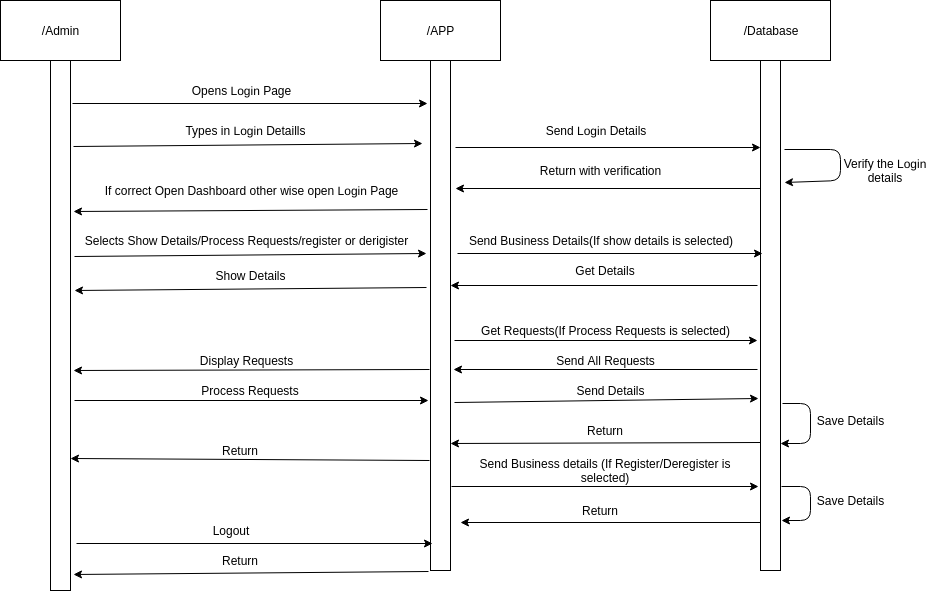 /Admin
/APP
/Database
Opens Login Page
Types in Login Detaills
Send Login Details
Verify the Login
details
Return with verification
If correct Open Dashboard other wise open Login Page
Selects Show Details/Process Requests/register or derigister
Send Business Details(If show details is selected)
Get Details
Show Details
Get Requests(If Process Requests is selected)
Display Requests
Send All Requests
Process Requests
Send Details
Save Details
Return
Return
Send Business details (If Register/Deregister is
selected)
Save Details
Return
Logout
Return